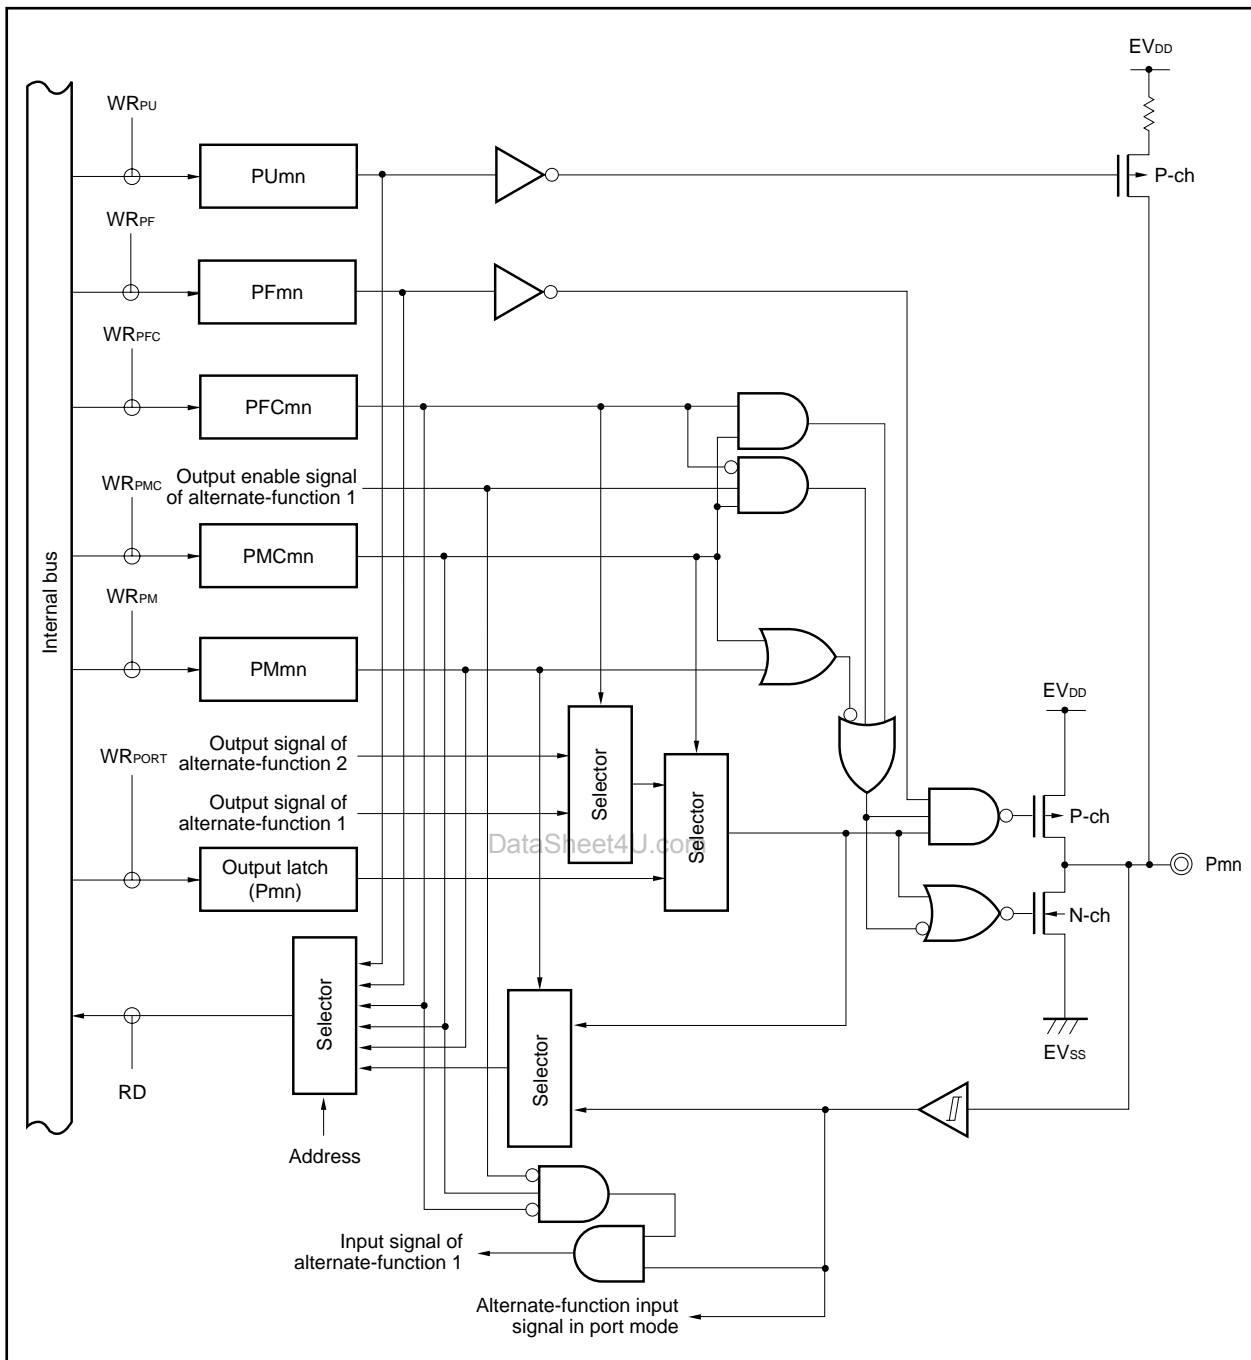 EVDD
WRPU
PUmn
P-ch
WRPF
PFmn
WRPFC
PFCmn
Output enable signal
of alternate-function 1
WRPMC
PMCmn
Internal bus
WRPM
PMmn
EVDD
WRPORT
Output signal of
alternate-function 2
Selector
Output signal of
alternate-function 1
Selector
P-ch
DataSheet4U.com
Output latch
(Pmn)
Pmn
N-ch
Selector
Selector
EVSS
RD
Address
Input signal of
alternate-function 1
Alternate-function input
signal in port mode